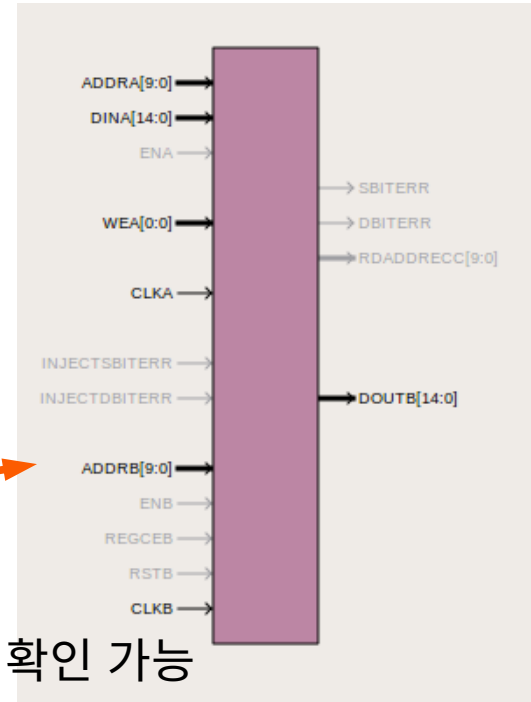 ADDRA[9:0]
DINA[14:0]
ENA
SBITERR
WEA[0:0]
DBITERR
RDADDRECC[9:0]
CLKA
INJECTSBITERR
INJECTDBITERR
DOUTB[14:0]
ADDRB[9:0]
ENB
REGCEB
RSTB
CLKB
확인 가능